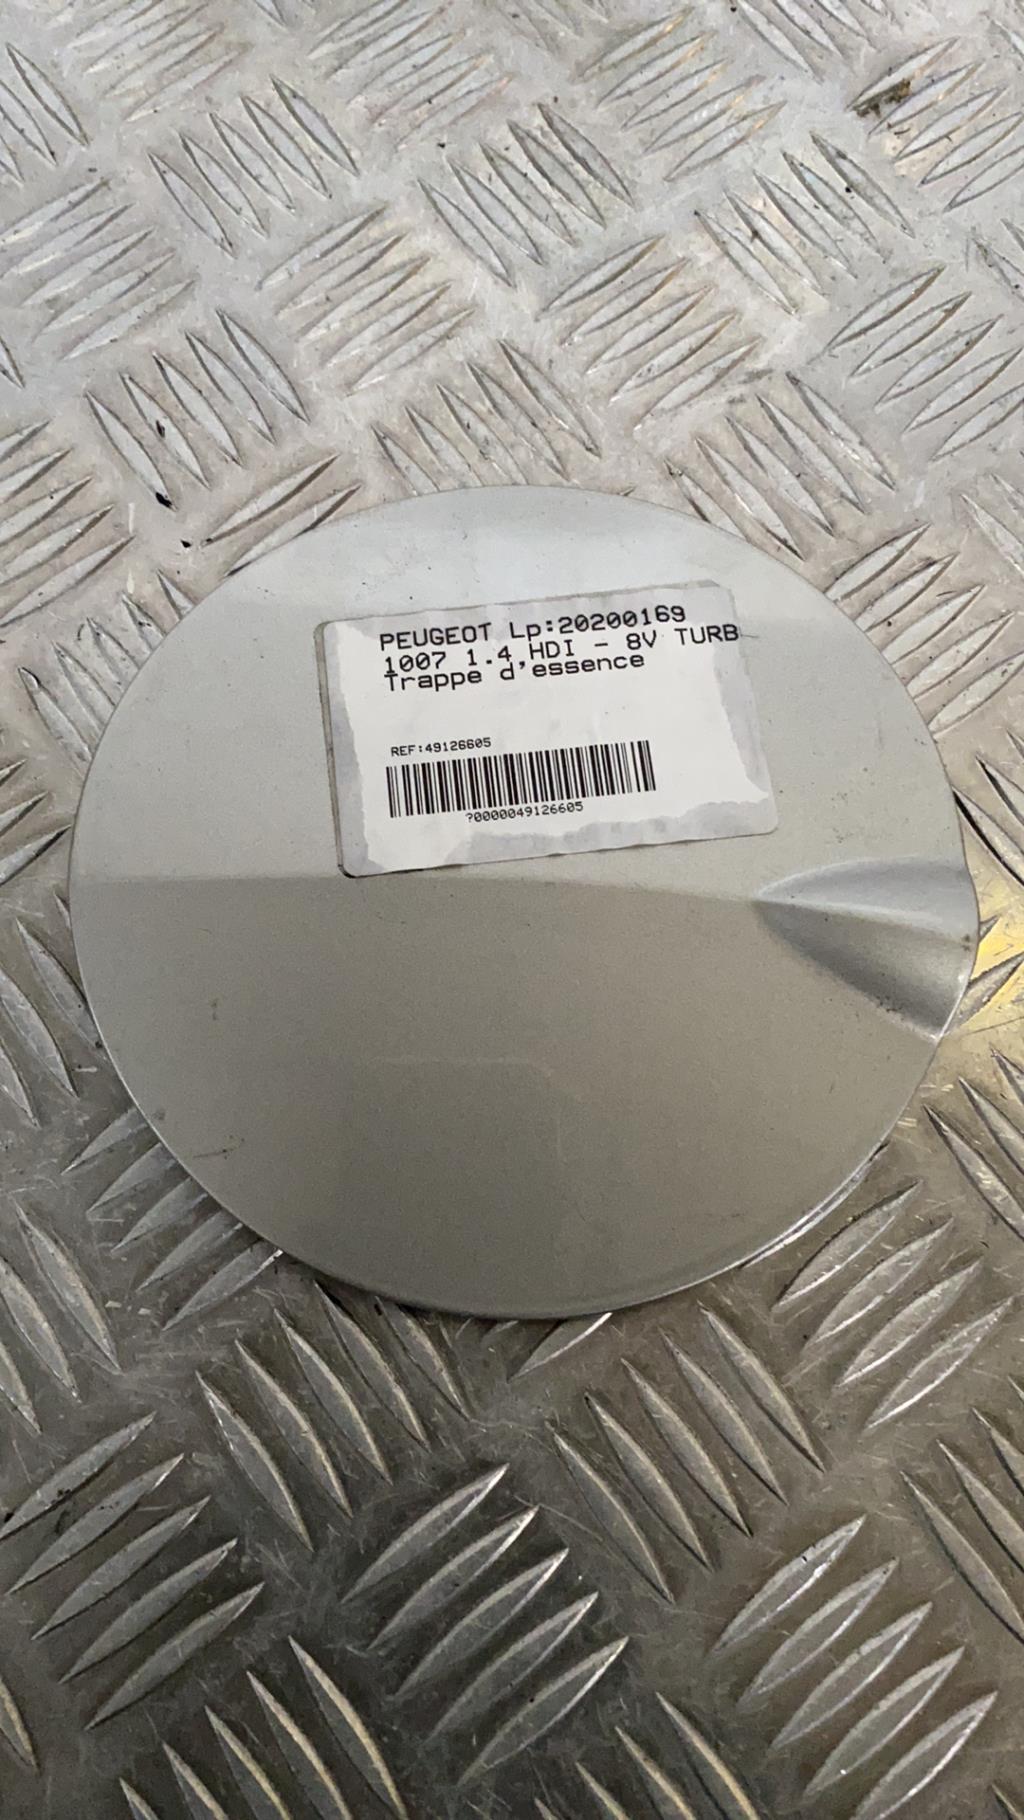 PEUGEOT Lp:20200169
1007 1.4,HDI - 8V TURB
Trappe d'essence
REF:49126605
?0000049126605